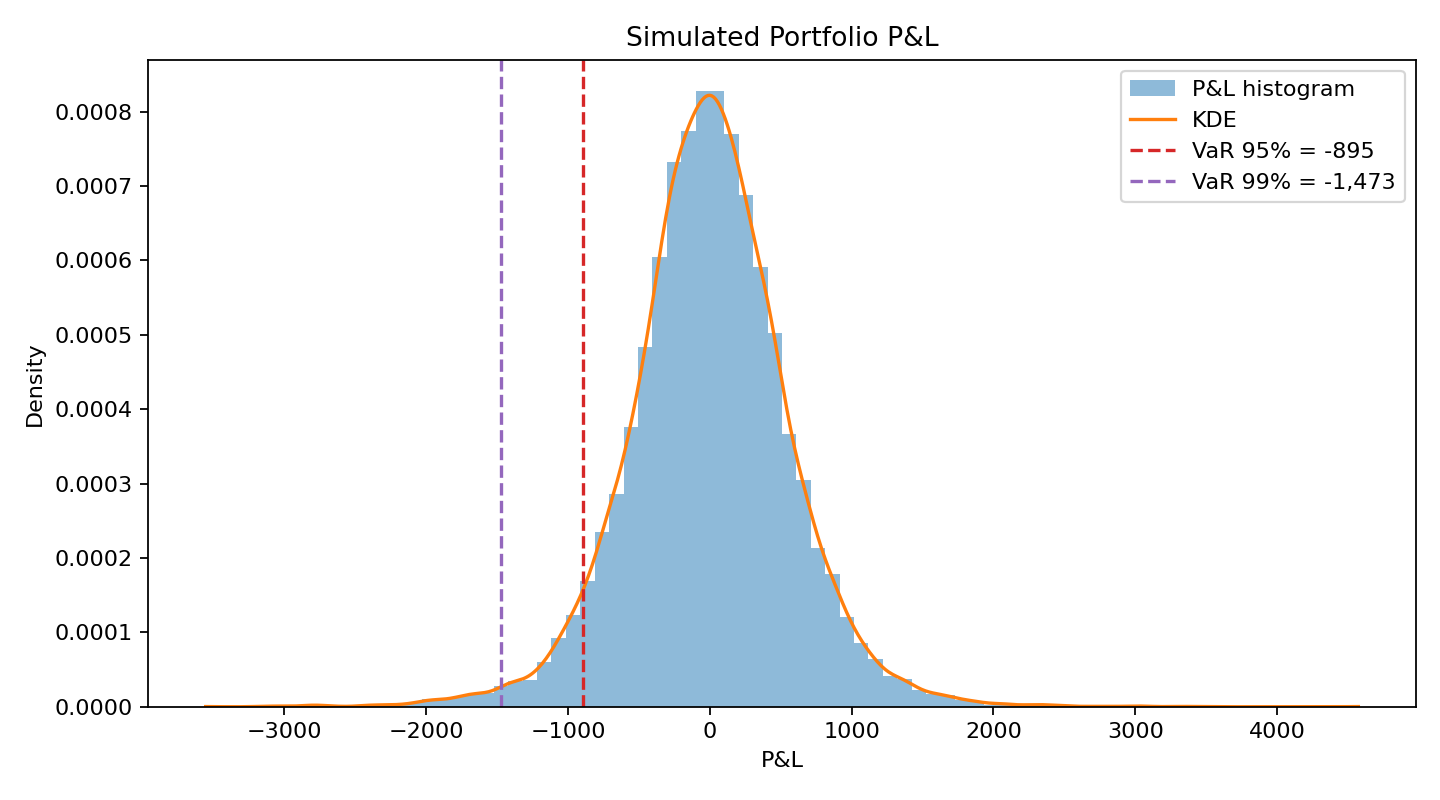 Simulated Portfolio P&L
P&L histogram
KDE
VaR 95% = -895
VaR 99% = -1,473
0.0008
0.0007
0.0006
0.0005
0.0004
0.0003
0.0002
0.0001
0.0000
Density
−3000 −2000 −1000 0 1000 2000 3000 4000
P&L